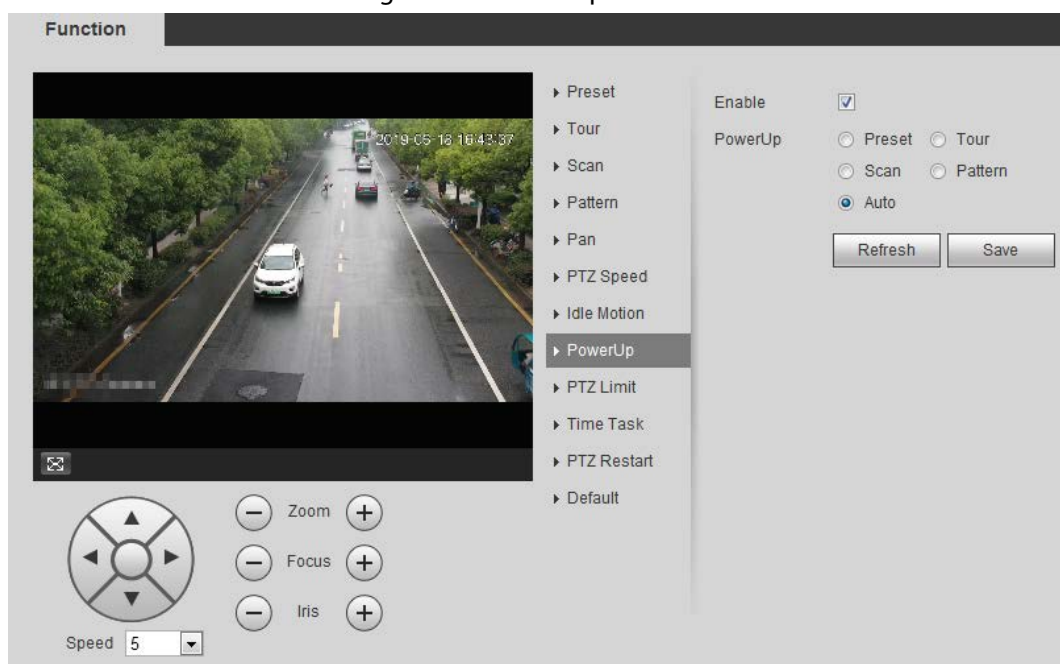 Function
2019-05-18 16:43:37
Preset
Tour
Scan
Pattern
Pan
PTZ Speed
Idle Motion
PowerUp
PTZ Limit
Time Task
PTZ Restart
Default
Enable
PowerUp
Preset Tour
Scan Pattern
Auto
Refresh Save
Zoom
Focus
Iris
Speed 5